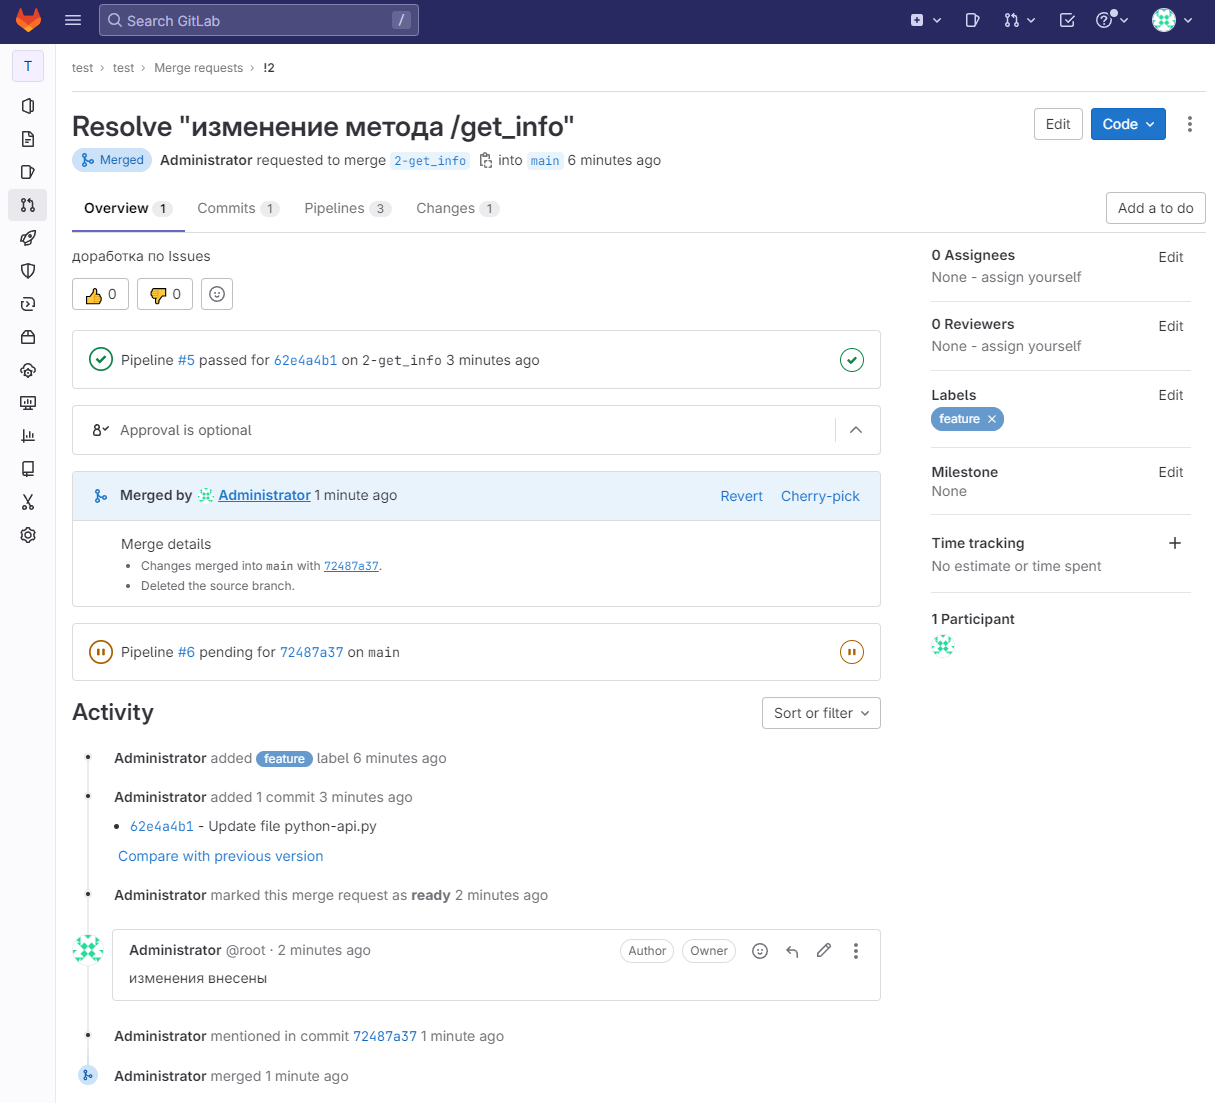 Search GitLab /
T
test › test › Merge requests › !2
Resolve "изменение метода /get_info"
Edit
Code
Merged Administrator requested to merge 2-get_info into main 6 minutes ago
Overview 1 Commits 1 Pipelines 3 Changes 1
Add a to do
доработка по Issues
0 0
Pipeline #5 passed for 62e4a4b1 on 2-get_info 3 minutes ago
Approval is optional
Merged by Administrator 1 minute ago
Revert Cherry-pick
Merge details
• Changes merged into main with 72487a37.
• Deleted the source branch.
Pipeline #6 pending for 72487a37 on main
Activity
Sort or filter
Administrator added feature label 6 minutes ago
Administrator added 1 commit 3 minutes ago
• 62e4a4b1 - Update file python-api.py
Compare with previous version
Administrator marked this merge request as ready 2 minutes ago
Administrator @root · 2 minutes ago
Author Owner
изменения внесены
Administrator mentioned in commit 72487a37 1 minute ago
Administrator merged 1 minute ago
0 Assignees Edit
None - assign yourself
0 Reviewers Edit
None - assign yourself
Labels Edit
feature ×
Milestone Edit
None
Time tracking +
No estimate or time spent
1 Participant